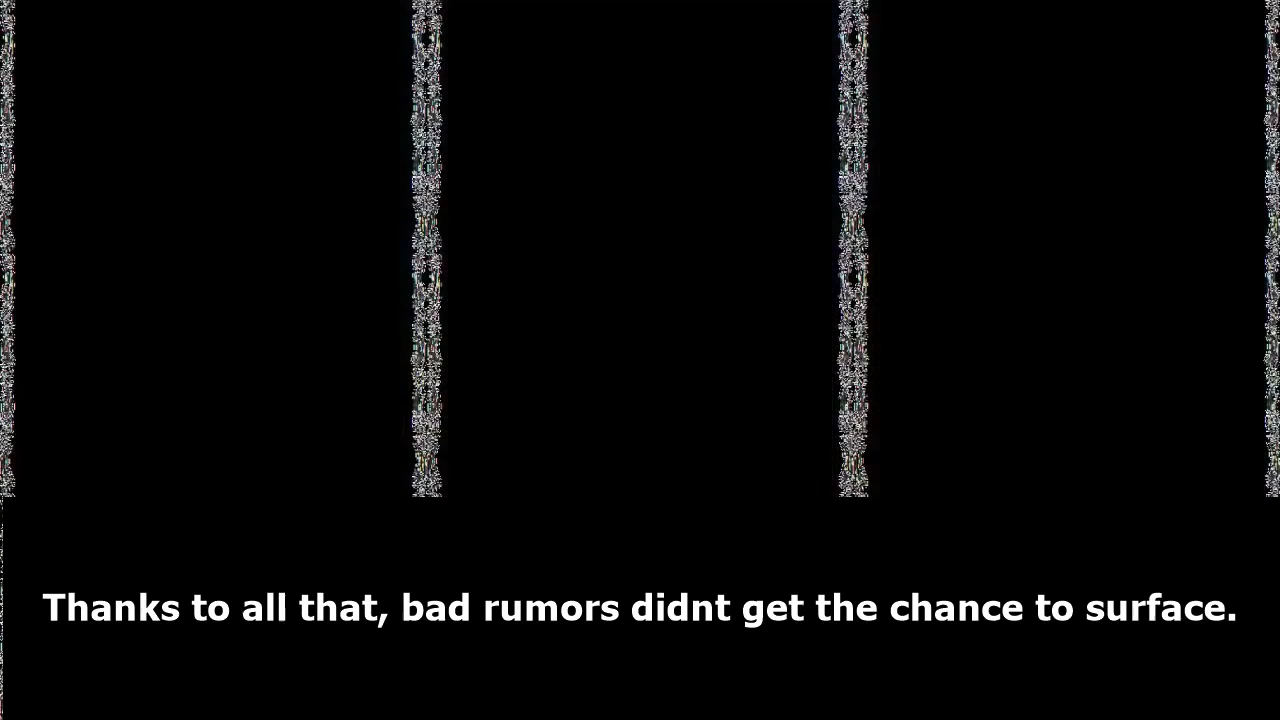 Thanks to all that, bad rumors didnt get the chance to surface.